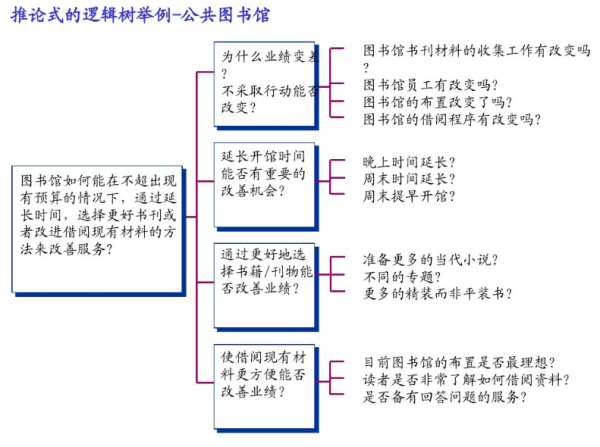 推论式的逻辑树举例-公共图书馆
图书馆如何能在不超出现
有预算的情况下，通过延
长时间，选择更好书刊或
者改进借阅现有材料的方
法来改善服务？
为什么业绩变差
？
不采取行动能否
改变？
图书馆书刊材料的收集工作有改变吗
？
图书馆员工有改变吗？
图书馆的布置改变了吗？
图书馆的借阅程序有改变吗？
延长开馆时间
能否有重要的
改善机会？
晚上时间延长？
周末时间延长？
周末提早开馆？
通过更好地选
择书籍/刊物能
否改善业绩？
准备更多的当代小说？
不同的专题？
更多的精装而非平装书？
使借阅现有材
料更方便能否
改善业绩？
目前图书馆的布置是否最理想？
读者是否非常了解如何借阅资料？
是否备有回答问题的服务？